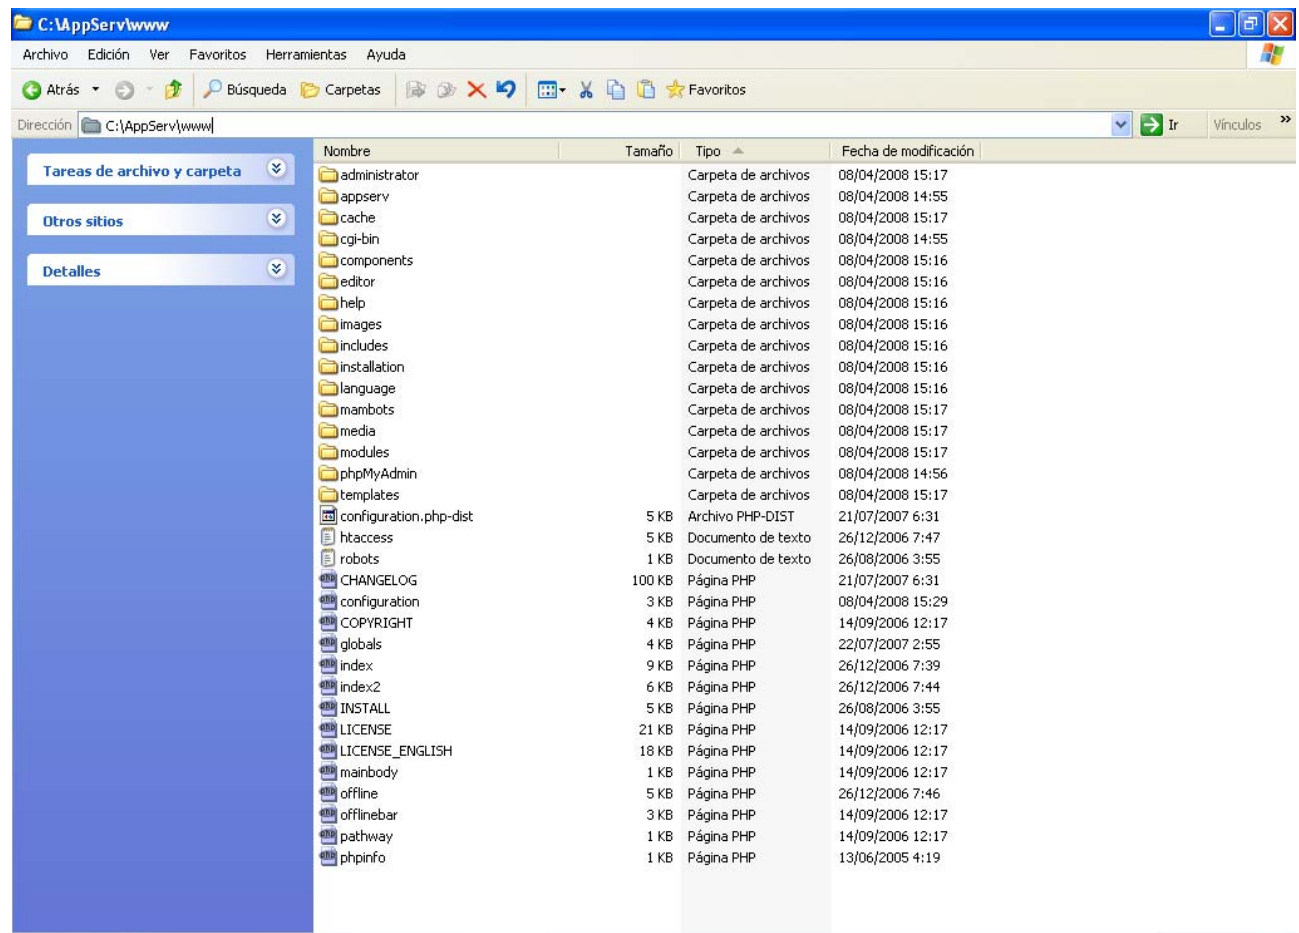 C:\AppServ\www
Archivo Edición Ver Favoritos Herramientas Ayuda
Atrás Búsqueda Carpetas Favoritos
Dirección C:\AppServ\www Ir Vínculos »
Tareas de archivo y carpeta
Otros sitios
Detalles
Nombre Tamaño Tipo Fecha de modificación
administrator Carpeta de archivos 08/04/2008 15:17
appserv Carpeta de archivos 08/04/2008 14:55
cache Carpeta de archivos 08/04/2008 15:17
cgi-bin Carpeta de archivos 08/04/2008 14:55
components Carpeta de archivos 08/04/2008 15:16
editor Carpeta de archivos 08/04/2008 15:16
help Carpeta de archivos 08/04/2008 15:16
images Carpeta de archivos 08/04/2008 15:16
includes Carpeta de archivos 08/04/2008 15:16
installation Carpeta de archivos 08/04/2008 15:16
language Carpeta de archivos 08/04/2008 15:16
mambots Carpeta de archivos 08/04/2008 15:17
media Carpeta de archivos 08/04/2008 15:17
modules Carpeta de archivos 08/04/2008 15:17
phpMyAdmin Carpeta de archivos 08/04/2008 14:56
templates Carpeta de archivos 08/04/2008 15:17
configuration.php-dist 5 KB Archivo PHP-DIST 21/07/2007 6:31
htaccess 5 KB Documento de texto 26/12/2006 7:47
robots 1 KB Documento de texto 26/08/2006 3:55
CHANGELOG 100 KB Página PHP 21/07/2007 6:31
configuration 3 KB Página PHP 08/04/2008 15:29
COPYRIGHT 4 KB Página PHP 14/09/2006 12:17
globals 4 KB Página PHP 22/07/2007 2:55
index 9 KB Página PHP 26/12/2006 7:39
index2 6 KB Página PHP 26/12/2006 7:44
INSTALL 5 KB Página PHP 26/08/2006 3:55
LICENSE 21 KB Página PHP 14/09/2006 12:17
LICENSE_ENGLISH 18 KB Página PHP 14/09/2006 12:17
mainbody 1 KB Página PHP 14/09/2006 12:17
offline 5 KB Página PHP 26/12/2006 7:46
offlinebar 3 KB Página PHP 14/09/2006 12:17
pathway 1 KB Página PHP 14/09/2006 12:17
phpinfo 1 KB Página PHP 13/06/2005 4:19